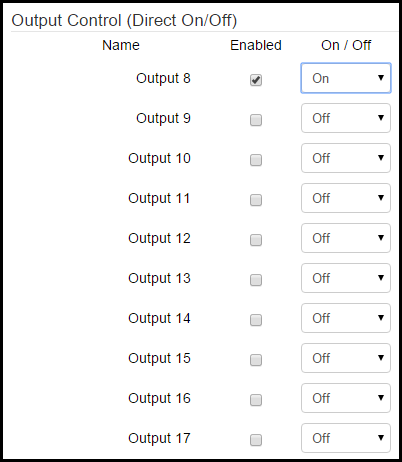 Output Control (Direct On/Off)
Name Enabled On / Off
Output 8 On
Output 9 Off
Output 10 Off
Output 11 Off
Output 12 Off
Output 13 Off
Output 14 Off
Output 15 Off
Output 16 Off
Output 17 Off